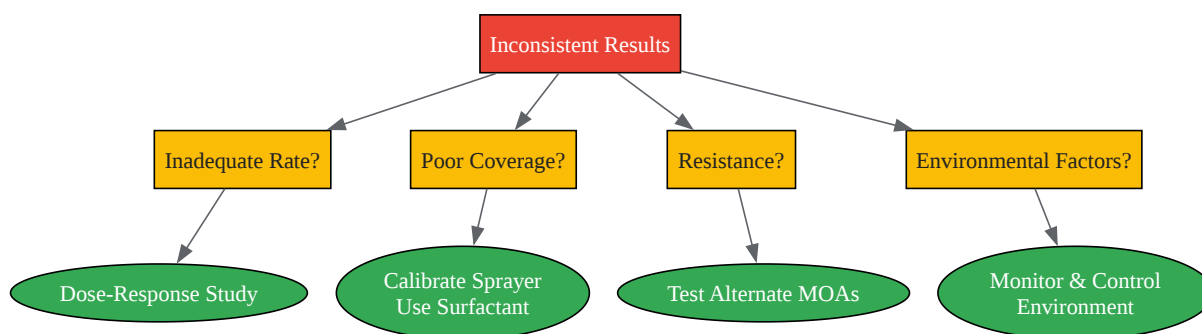 Inconsistent Results
Inadequate Rate?
Poor Coverage?
Resistance?
Environmental Factors?
Dose-Response Study
Calibrate Sprayer
Use Surfactant
Test Alternate MOAs
Monitor & Control
Environment